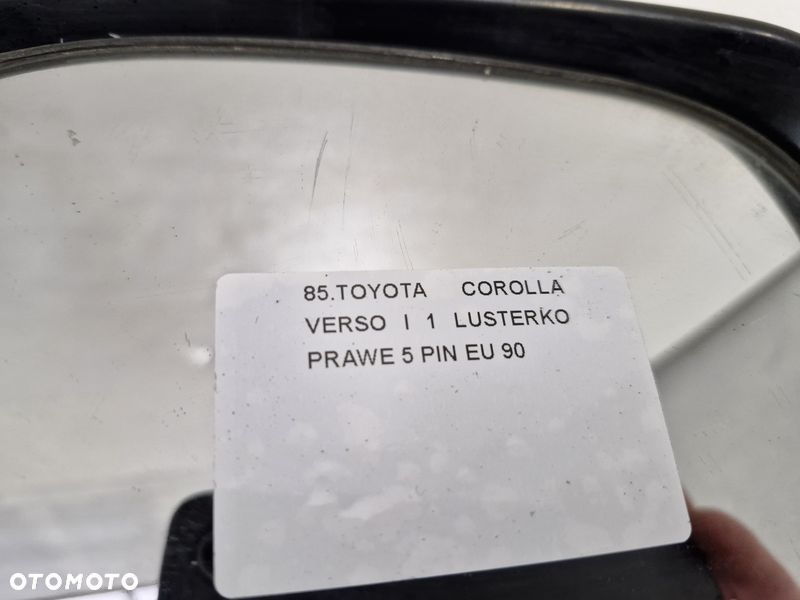 85.TOYOTA COROLLA
VERSO I 1 LUSTERKO
PRAWE 5 PIN EU 90
OTOMOTO